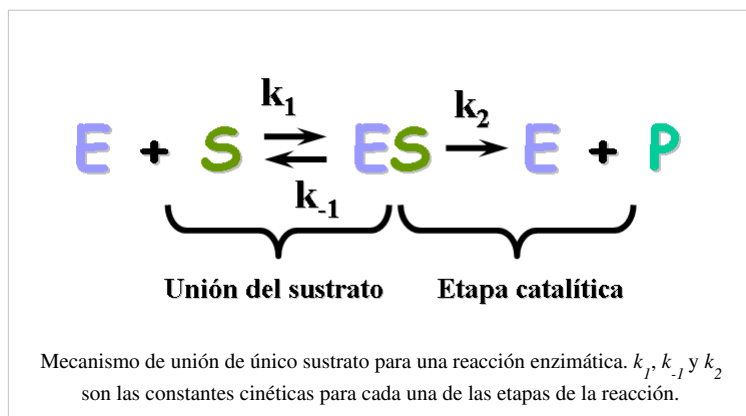 k1 k2
E + S ES E + P
k-1
Unión del sustrato Etapa catalítica
Mecanismo de unión de único sustrato para una reacción enzimática. k1, k-1 y k2
son las constantes cinéticas para cada una de las etapas de la reacción.